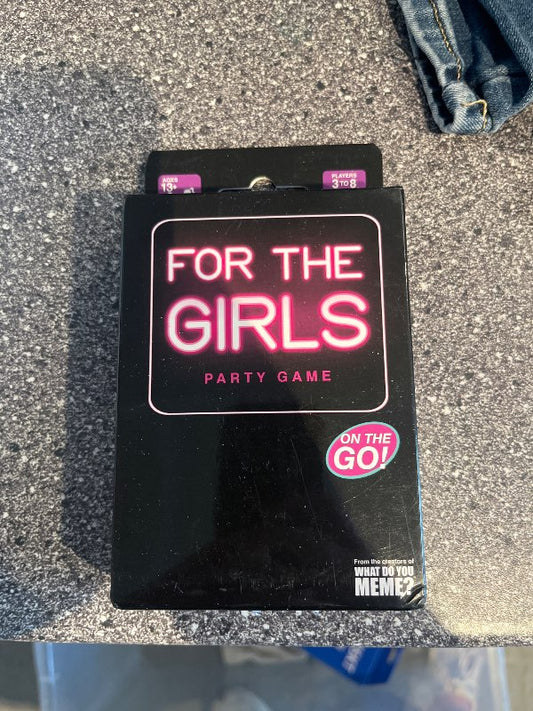 AGES
13+
PLAYERS
3 TO 8
FOR THE
GIRLS
PARTY GAME
ON THE
GO!
From the creators of
WHAT DO YOU
MEME?